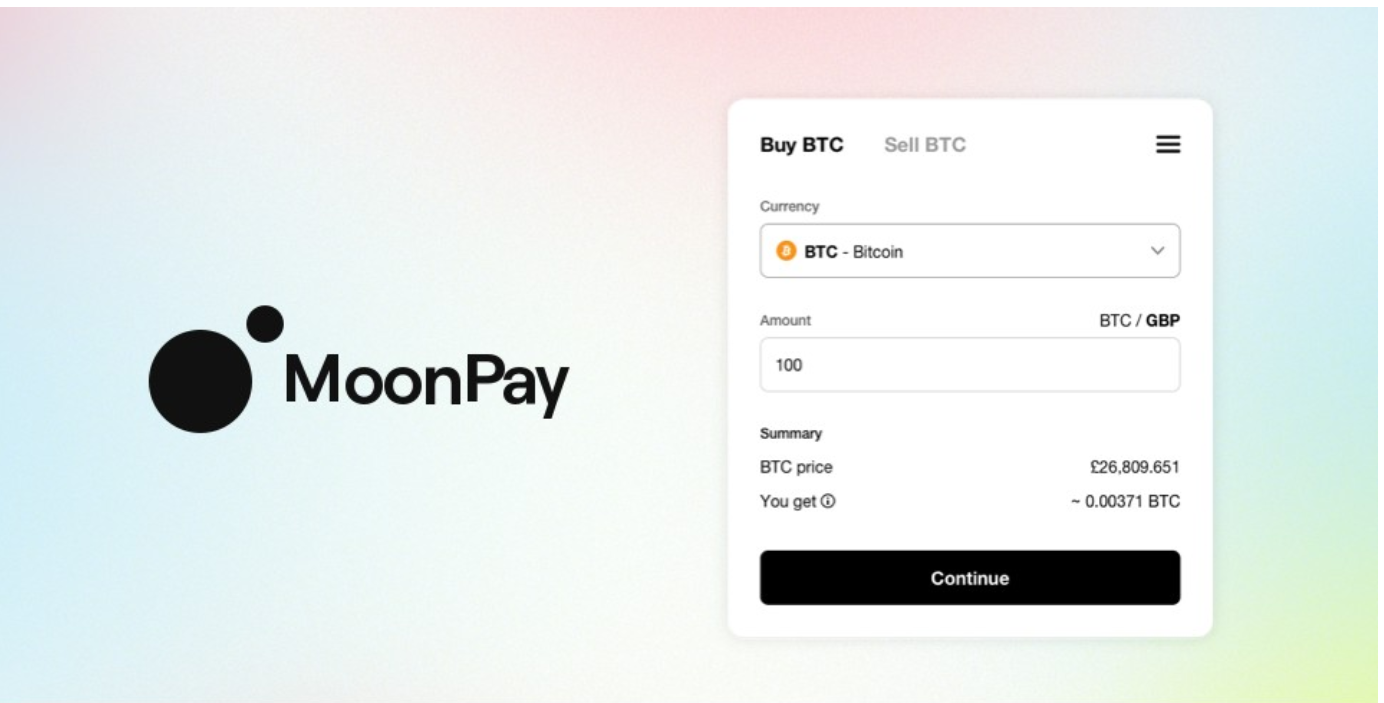 MoonPay
Buy BTC Sell BTC
Currency
BTC - Bitcoin
Amount BTC / GBP
100
Summary
BTC price £26,809.651
You get ~ 0.00371 BTC
Continue